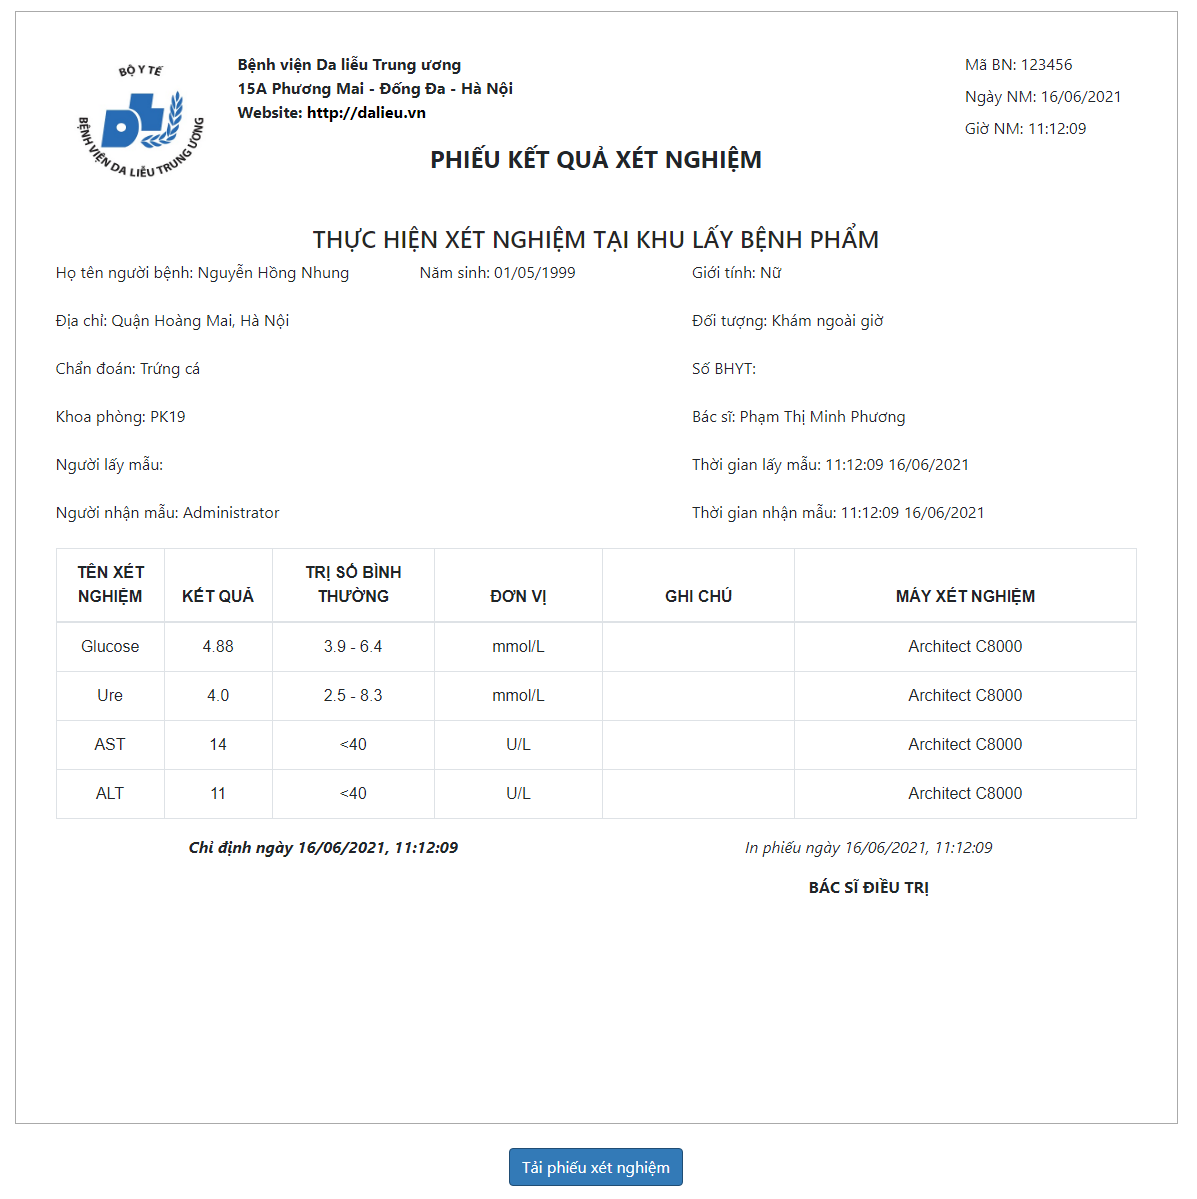 BỘ Y TẾ
BỆNH VIỆN DA LIỄU TRUNG ƯƠNG
Bệnh viện Da liễu Trung ương
15A Phương Mai - Đống Đa - Hà Nội
Website: http://dalieu.vn
Mã BN: 123456
Ngày NM: 16/06/2021
Giờ NM: 11:12:09
PHIẾU KẾT QUẢ XÉT NGHIỆM
THỰC HIỆN XÉT NGHIỆM TẠI KHU LẤY BỆNH PHẨM
Họ tên người bệnh: Nguyễn Hồng Nhung Năm sinh: 01/05/1999 Giới tính: Nữ
Địa chỉ: Quận Hoàng Mai, Hà Nội Đối tượng: Khám ngoài giờ
Chẩn đoán: Trứng cá Số BHYT:
Khoa phòng: PK19 Bác sĩ: Phạm Thị Minh Phương
Người lấy mẫu: Thời gian lấy mẫu: 11:12:09 16/06/2021
Người nhận mẫu: Administrator Thời gian nhận mẫu: 11:12:09 16/06/2021
TÊN XÉT NGHIỆM KẾT QUẢ TRỊ SỐ BÌNH THƯỜNG ĐƠN VỊ GHI CHÚ MÁY XÉT NGHIỆM
Glucose 4.88 3.9 - 6.4 mmol/L Architect C8000
Ure 4.0 2.5 - 8.3 mmol/L Architect C8000
AST 14 <40 U/L Architect C8000
ALT 11 <40 U/L Architect C8000
Chỉ định ngày 16/06/2021, 11:12:09 In phiếu ngày 16/06/2021, 11:12:09
BÁC SĨ ĐIỀU TRỊ
Tải phiếu xét nghiệm